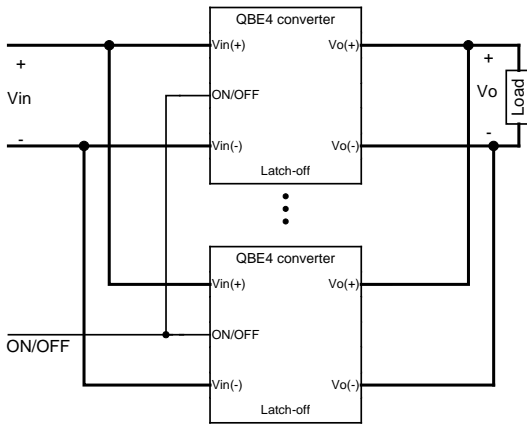 QBE4 converter
Vin(+)
Vo(+)
+
+
Vin
ON/OFF
Vo
Load
-
-
Vin(-)
Vo(-)
Latch-off
QBE4 converter
Vin(+)
Vo(+)
ON/OFF
ON/OFF
Vin(-)
Vo(-)
Latch-off